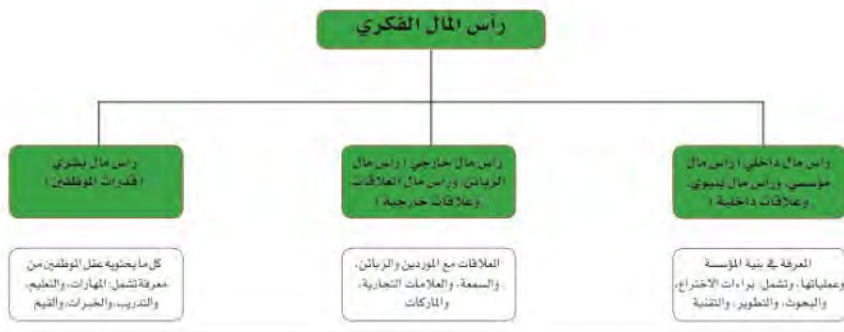 رأس المال الفكري
رأس مال داخلي (رأس مال
مؤسسي، ورأس مال بنيوي،
وعلاقات داخلية)
رأس مال خارجي (رأس مال
الزبائن، ورأس مال العلاقات،
وعلاقات خارجية)
رأس مال بشري
(قدرات الموظفين)
المعرفة في بنية المؤسسة
وعملياتها، وتشمل: براءات الاختراع،
والبحوث، والتطوير، والتقنية
العلاقات مع الموردين والزبائن،
والسمعة، والعلامات التجارية،
والماركات
كل ما يحتويه عقل الموظفين من
معرفة تشمل: المهارات، والتعليم،
والتدريب، والخبرات، والقيم